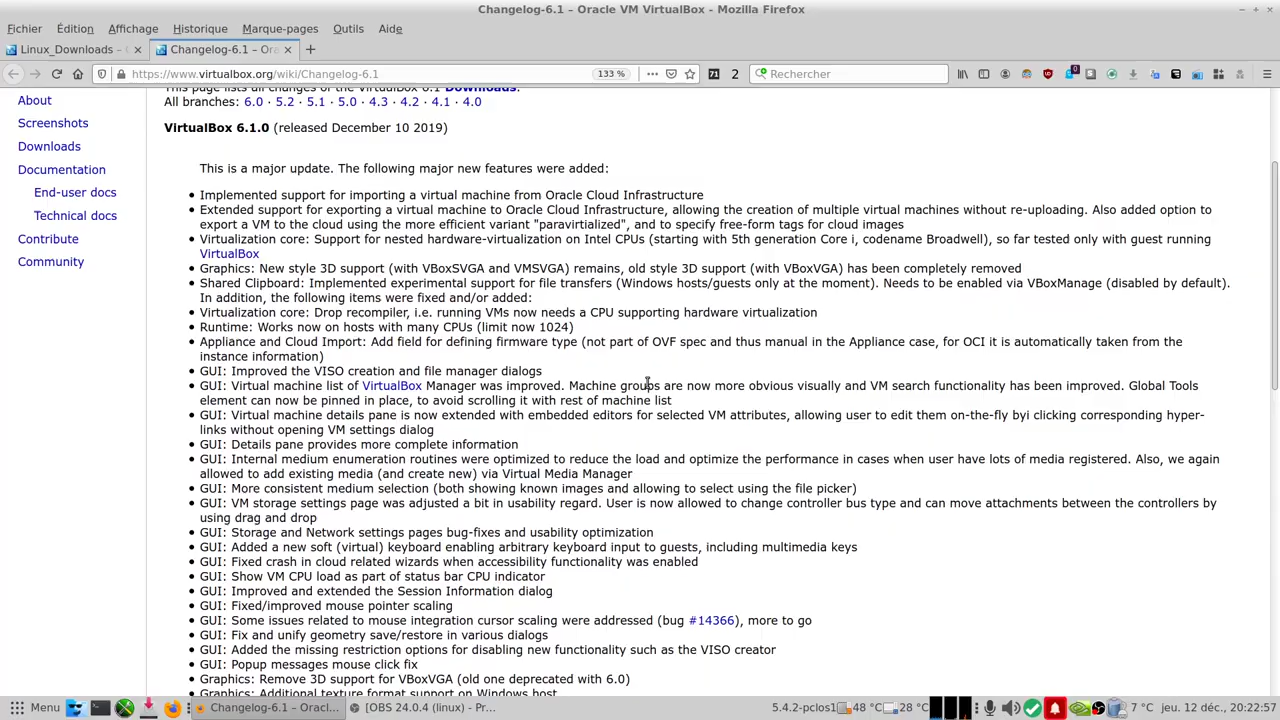 Changelog-6.1 – Oracle VM VirtualBox - Mozilla Firefox
Fichier Édition Affichage Historique Marque-pages Outils Aide
Linux_Downloads – Changelog-6.1 – Ora
https://www.virtualbox.org/wiki/Changelog-6.1 133 % 2 Rechercher
This page lists all changes of the VirtualBox 6.1 Downloads.
About
All branches: 6.0 · 5.2 · 5.1 · 5.0 · 4.3 · 4.2 · 4.1 · 4.0
Screenshots
Downloads
Documentation
End-user docs
Technical docs
Contribute
Community
VirtualBox 6.1.0 (released December 10 2019)
This is a major update. The following major new features were added:
• Implemented support for importing a virtual machine from Oracle Cloud Infrastructure
• Extended support for exporting a virtual machine to Oracle Cloud Infrastructure, allowing the creation of multiple virtual machines without re-uploading. Also added option to
export a VM to the cloud using the more efficient variant "paravirtialized", and to specify free-form tags for cloud images
• Virtualization core: Support for nested hardware-virtualization on Intel CPUs (starting with 5th generation Core i, codename Broadwell), so far tested only with guest running
VirtualBox
• Graphics: New style 3D support (with VBoxSVGA and VMSVGA) remains, old style 3D support (with VBoxVGA) has been completely removed
• Shared Clipboard: Implemented experimental support for file transfers (Windows hosts/guests only at the moment). Needs to be enabled via VBoxManage (disabled by default).
In addition, the following items were fixed and/or added:
• Virtualization core: Drop recompiler, i.e. running VMs now needs a CPU supporting hardware virtualization
• Runtime: Works now on hosts with many CPUs (limit now 1024)
• Appliance and Cloud Import: Add field for defining firmware type (not part of OVF spec and thus manual in the Appliance case, for OCI it is automatically taken from the
instance information)
• GUI: Improved the VISO creation and file manager dialogs
• GUI: Virtual machine list of VirtualBox Manager was improved. Machine groups are now more obvious visually and VM search functionality has been improved. Global Tools
element can now be pinned in place, to avoid scrolling it with rest of machine list
• GUI: Virtual machine details pane is now extended with embedded editors for selected VM attributes, allowing user to edit them on-the-fly byi clicking corresponding hyper-
links without opening VM settings dialog
• GUI: Details pane provides more complete information
• GUI: Internal medium enumeration routines were optimized to reduce the load and optimize the performance in cases when user have lots of media registered. Also, we again
allowed to add existing media (and create new) via Virtual Media Manager
• GUI: More consistent medium selection (both showing known images and allowing to select using the file picker)
• GUI: VM storage settings page was adjusted a bit in usability regard. User is now allowed to change controller bus type and can move attachments between the controllers by
using drag and drop
• GUI: Storage and Network settings pages bug-fixes and usability optimization
• GUI: Added a new soft (virtual) keyboard enabling arbitrary keyboard input to guests, including multimedia keys
• GUI: Fixed crash in cloud related wizards when accessibility functionality was enabled
• GUI: Show VM CPU load as part of status bar CPU indicator
• GUI: Improved and extended the Session Information dialog
• GUI: Fixed/improved mouse pointer scaling
• GUI: Some issues related to mouse integration cursor scaling were addressed (bug #14366), more to go
• GUI: Fix and unify geometry save/restore in various dialogs
• GUI: Added the missing restriction options for disabling new functionality such as the VISO creator
• GUI: Popup messages mouse click fix
• Graphics: Remove 3D support for VBoxVGA (old one deprecated with 6.0)
• Graphics: Additional texture format support on Windows host
Menu Changelog-6.1 – Oracl... [OBS 24.0.4 (linux) - Pr... 5.4.2-pclos1 48 °C 28 °C 7 °C jeu. 12 déc., 20:22:57